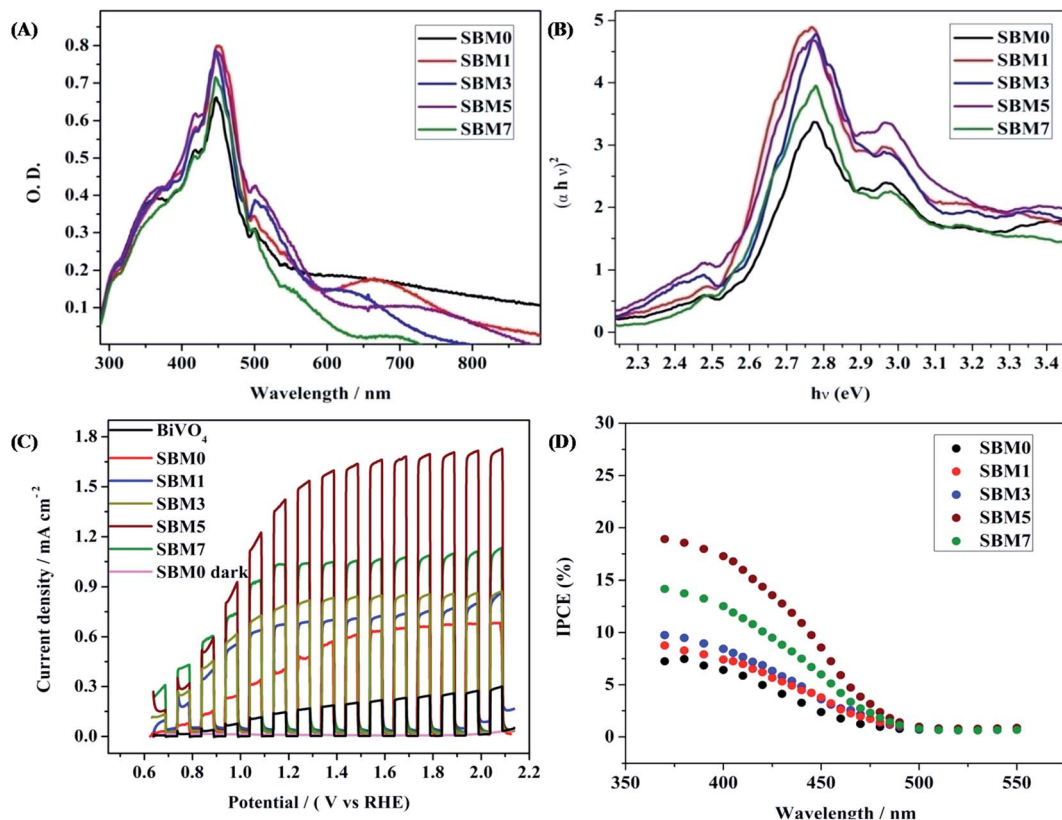 (A)
SBM0
SBM1
SBM3
SBM5
SBM7
O. D.
0.8
0.7
0.6
0.5
0.4
0.3
0.2
0.1
300 400 500 600 700 800
Wavelength / nm
(B)
SBM0
SBM1
SBM3
SBM5
SBM7
(α h ν)²
5
4
3
2
1
0
2.3 2.4 2.5 2.6 2.7 2.8 2.9 3.0 3.1 3.2 3.3 3.4
hν (eV)
(C)
BiVO₄
SBM0
SBM1
SBM3
SBM5
SBM7
SBM0 dark
Current density / mA cm⁻²
1.8
1.5
1.2
0.9
0.6
0.3
0.0
0.6 0.8 1.0 1.2 1.4 1.6 1.8 2.0 2.2
Potential / ( V vs RHE)
(D)
SBM0
SBM1
SBM3
SBM5
SBM7
IPCE (%)
30
25
20
15
10
5
0
350 400 450 500 550
Wavelength / nm